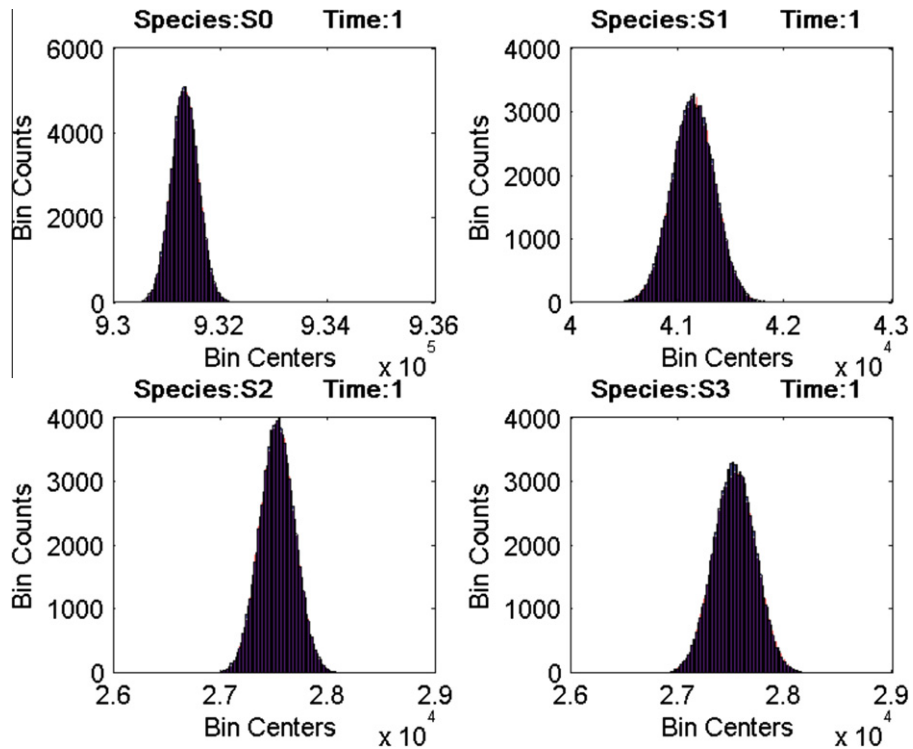 Species:S0 Time:1
Species:S1 Time:1
6000
4000
2000
0
Bin Counts
9.3 9.32 9.34 9.36
Bin Centers x 10^5
4000
3000
2000
1000
0
Bin Counts
4 4.1 4.2 4.3
Bin Centers x 10^4
Species:S2 Time:1
Species:S3 Time:1
4000
3000
2000
1000
0
Bin Counts
2.6 2.7 2.8 2.9
Bin Centers x 10^4
4000
3000
2000
1000
0
Bin Counts
2.6 2.7 2.8 2.9
Bin Centers x 10^4